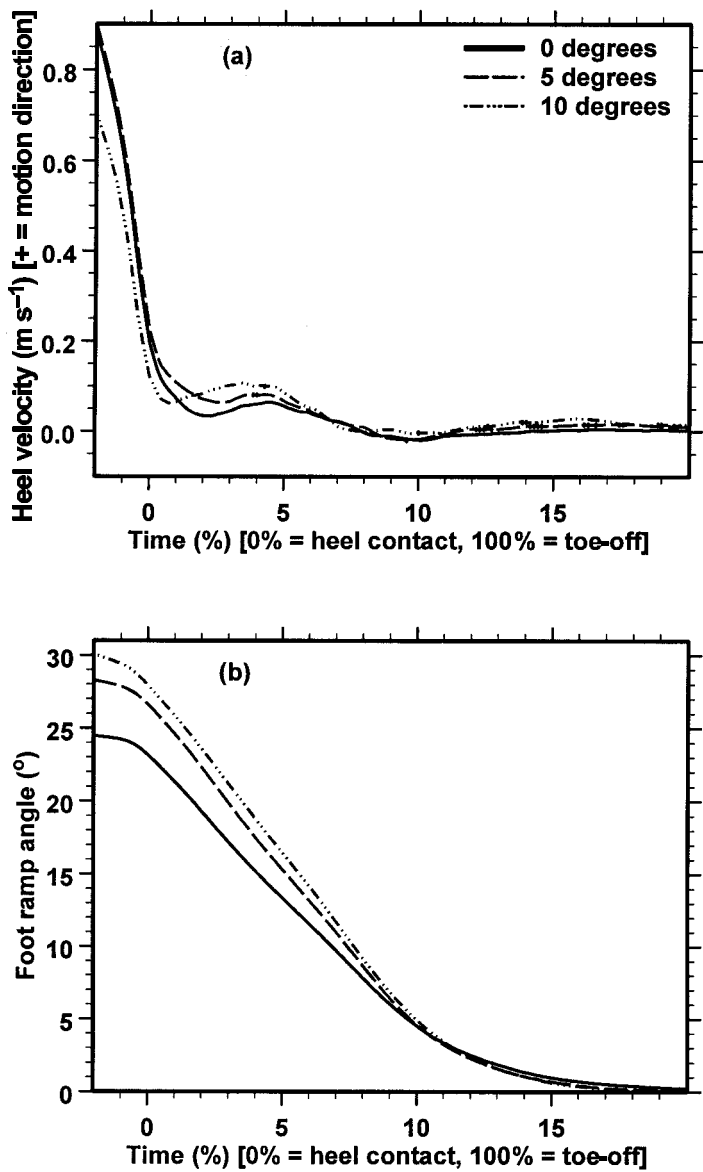 (a)
0 degrees
5 degrees
10 degrees
Heel velocity (m s⁻¹) [+ = motion direction]
0.8
0.6
0.4
0.2
0.0
0 5 10 15
Time (%) [0% = heel contact, 100% = toe-off]
(b)
Foot ramp angle (°)
30
25
20
15
10
5
0
0 5 10 15
Time (%) [0% = heel contact, 100% = toe-off]